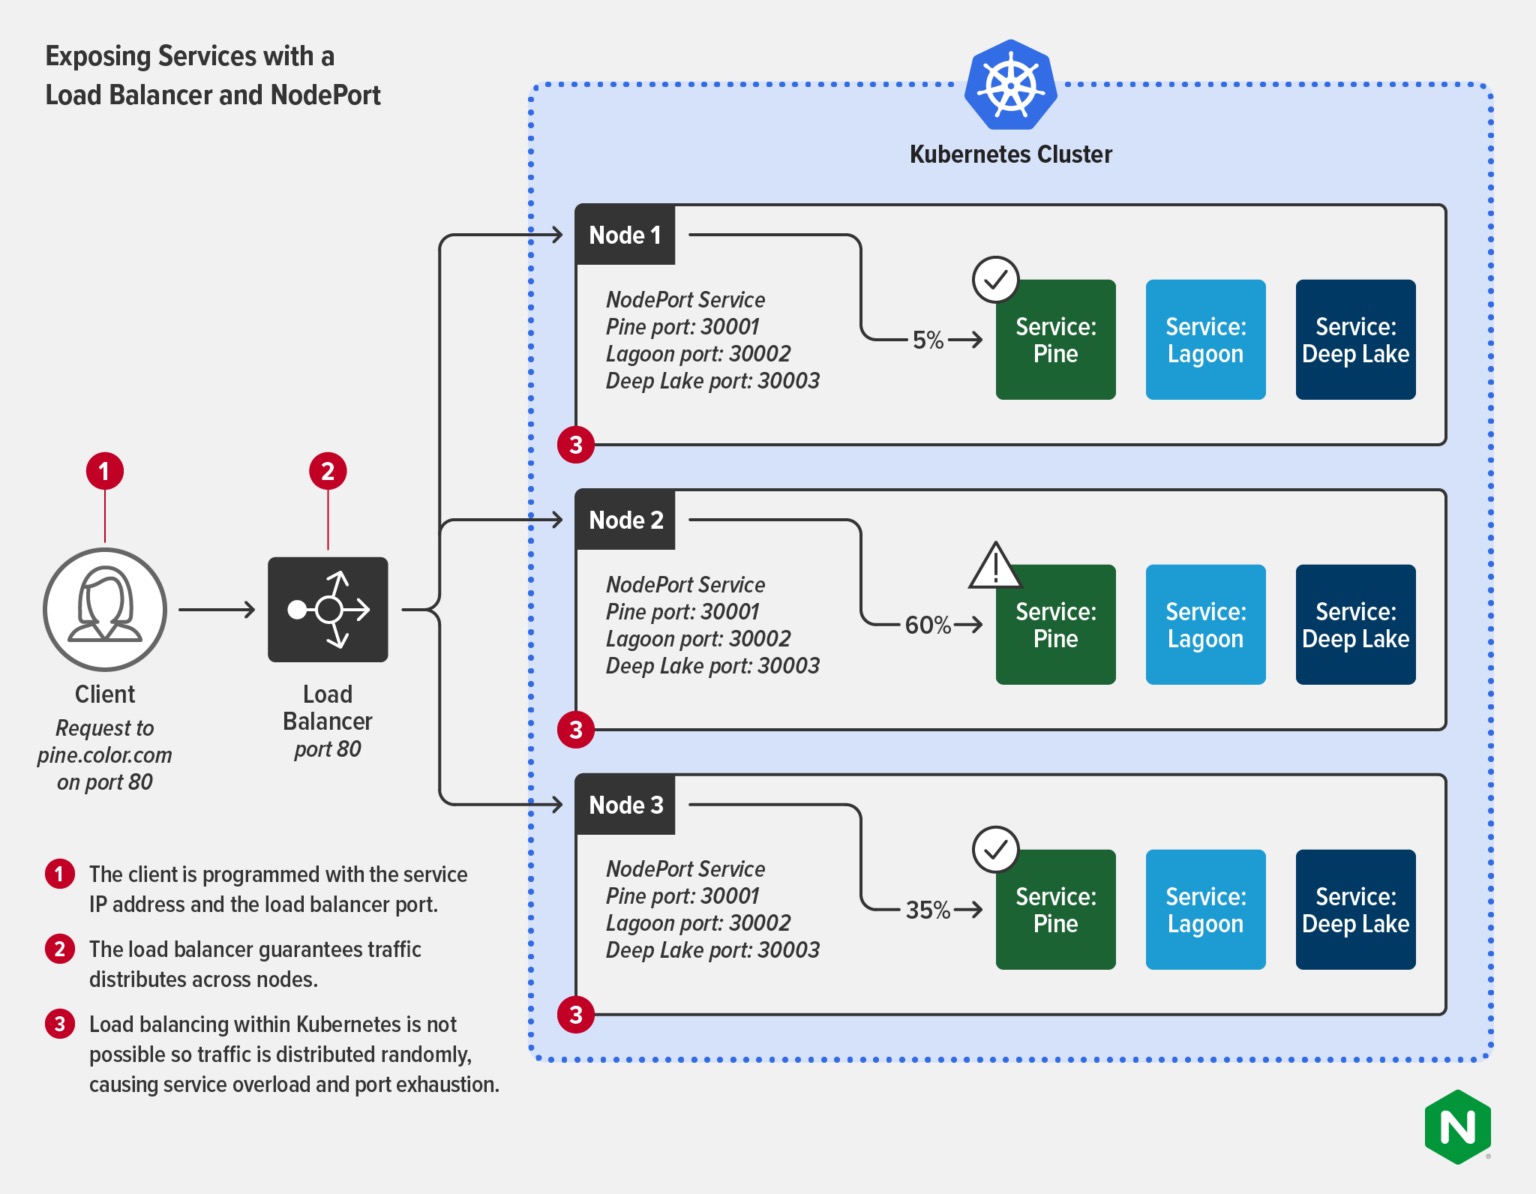 Exposing Services with a
Load Balancer and NodePort
Kubernetes Cluster
Node 1
NodePort Service
Pine port: 30001
Lagoon port: 30002
Deep Lake port: 30003
5%
Service:
Pine
Service:
Lagoon
Service:
Deep Lake
3
Node 2
NodePort Service
Pine port: 30001
Lagoon port: 30002
Deep Lake port: 30003
60%
!
Service:
Pine
Service:
Lagoon
Service:
Deep Lake
3
Node 3
NodePort Service
Pine port: 30001
Lagoon port: 30002
Deep Lake port: 30003
35%
Service:
Pine
Service:
Lagoon
Service:
Deep Lake
3
1
Client
Request to
pine.color.com
on port 80
2
Load
Balancer
port 80
1 The client is programmed with the service
IP address and the load balancer port.
2 The load balancer guarantees traffic
distributes across nodes.
3 Load balancing within Kubernetes is not
possible so traffic is distributed randomly,
causing service overload and port exhaustion.
N